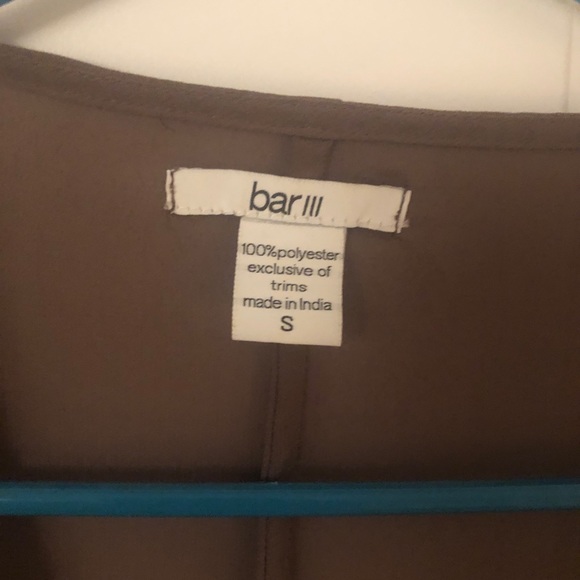 bar III
100%polyester
exclusive of
trims
made in India
S